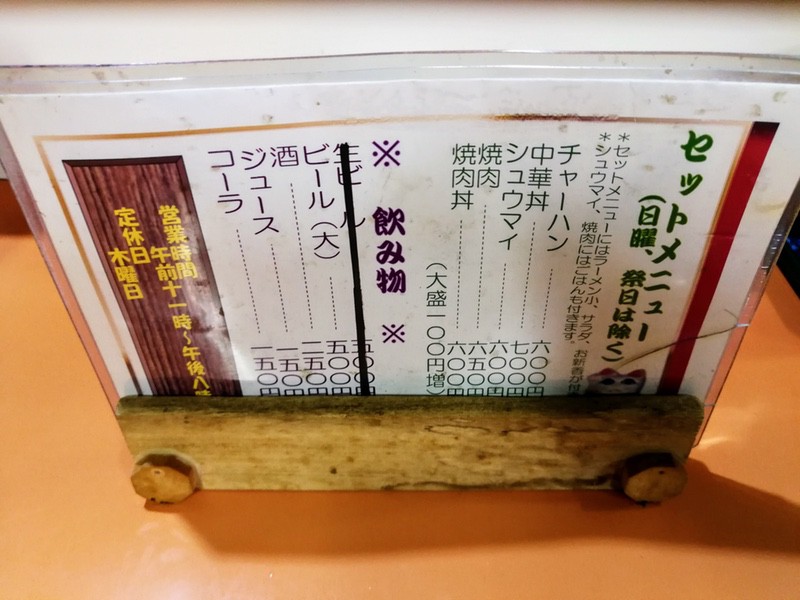 セットメニュー
(日曜、祭日は除く)
*セットメニューにはラーメン小、サラダ、お新香が付
*シュウマイ、焼肉にはごはんも付きます。
チャーハン 六〇〇円
中華丼 七〇〇円
シュウマイ 六〇〇円
焼肉 六五〇円
焼肉丼 六〇〇円
(大盛一〇〇円増)
※ 飲み物 ※
生ビール 五〇〇円
ビール(大) 五〇〇円
酒 二五〇円
ジュース 一五〇円
コーラ 一五〇円
営業時間
午前十一時~午後八時
定休日
木曜日